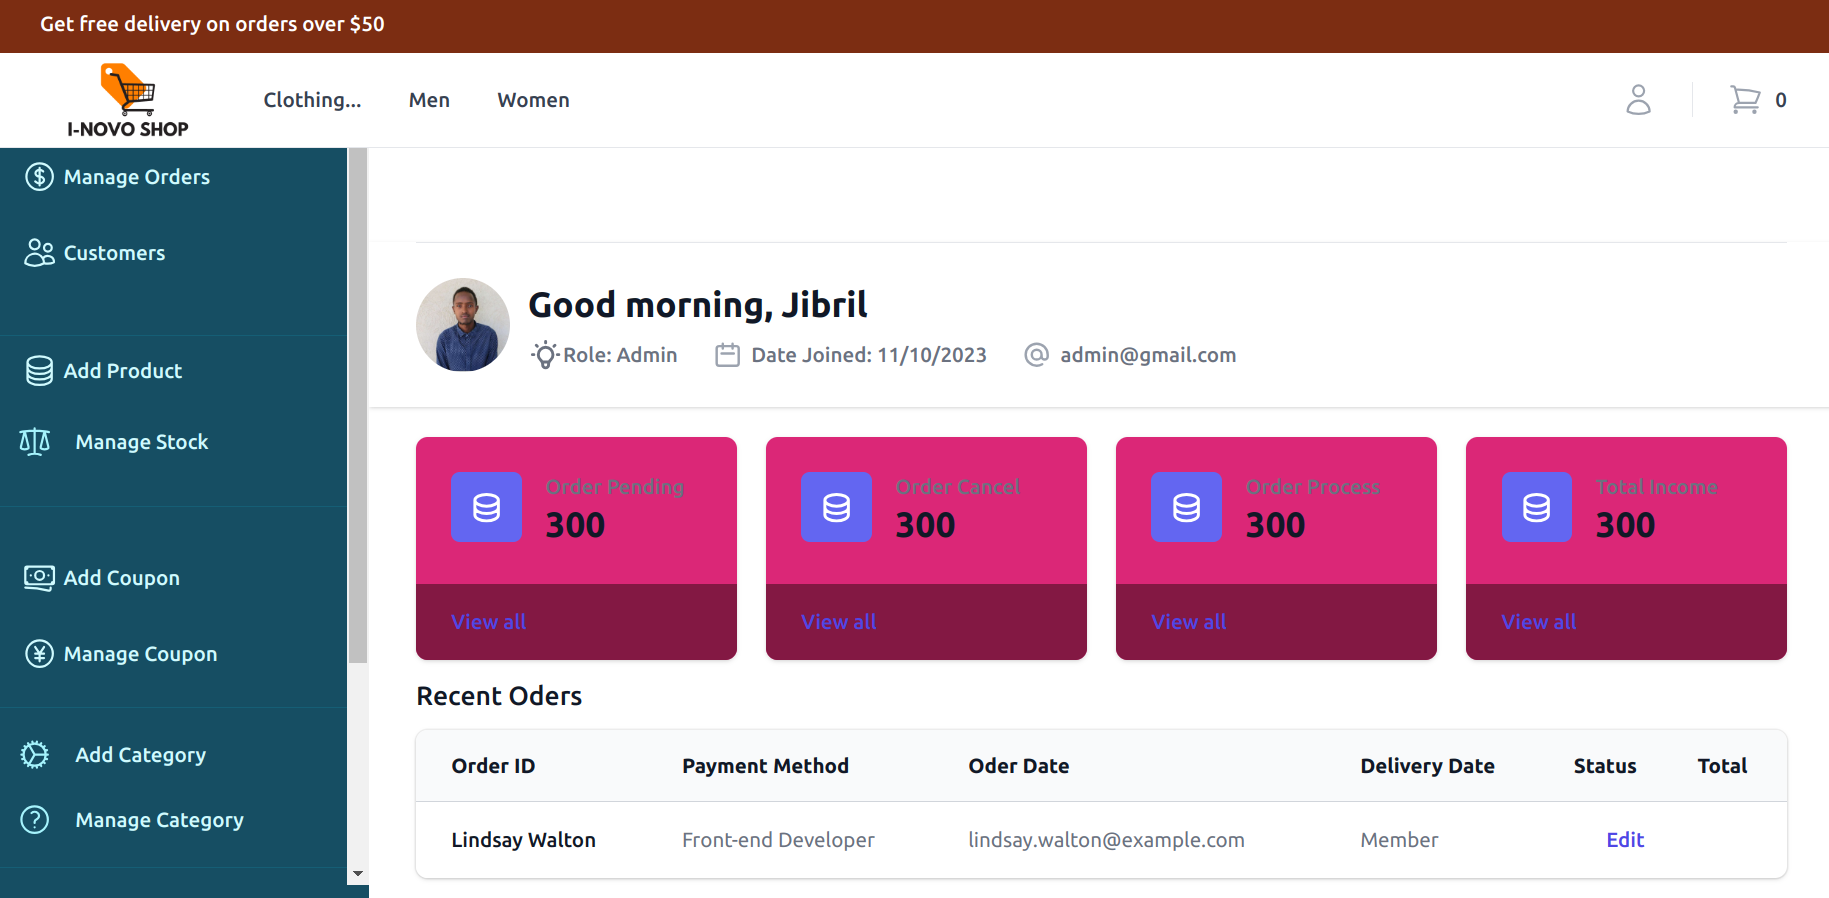 Get free delivery on orders over $50
I-NOVO SHOP
Clothing...
Men
Women
0
Manage Orders
Customers
Add Product
Manage Stock
Add Coupon
Manage Coupon
Add Category
Manage Category
Good morning, Jibril
Role: Admin
Date Joined: 11/10/2023
admin@gmail.com
Order Pending
300
View all
Order Cancel
300
View all
Order Process
300
View all
Total Income
300
View all
Recent Oders
Order ID Payment Method Oder Date Delivery Date Status Total
Lindsay Walton Front-end Developer lindsay.walton@example.com Member Edit